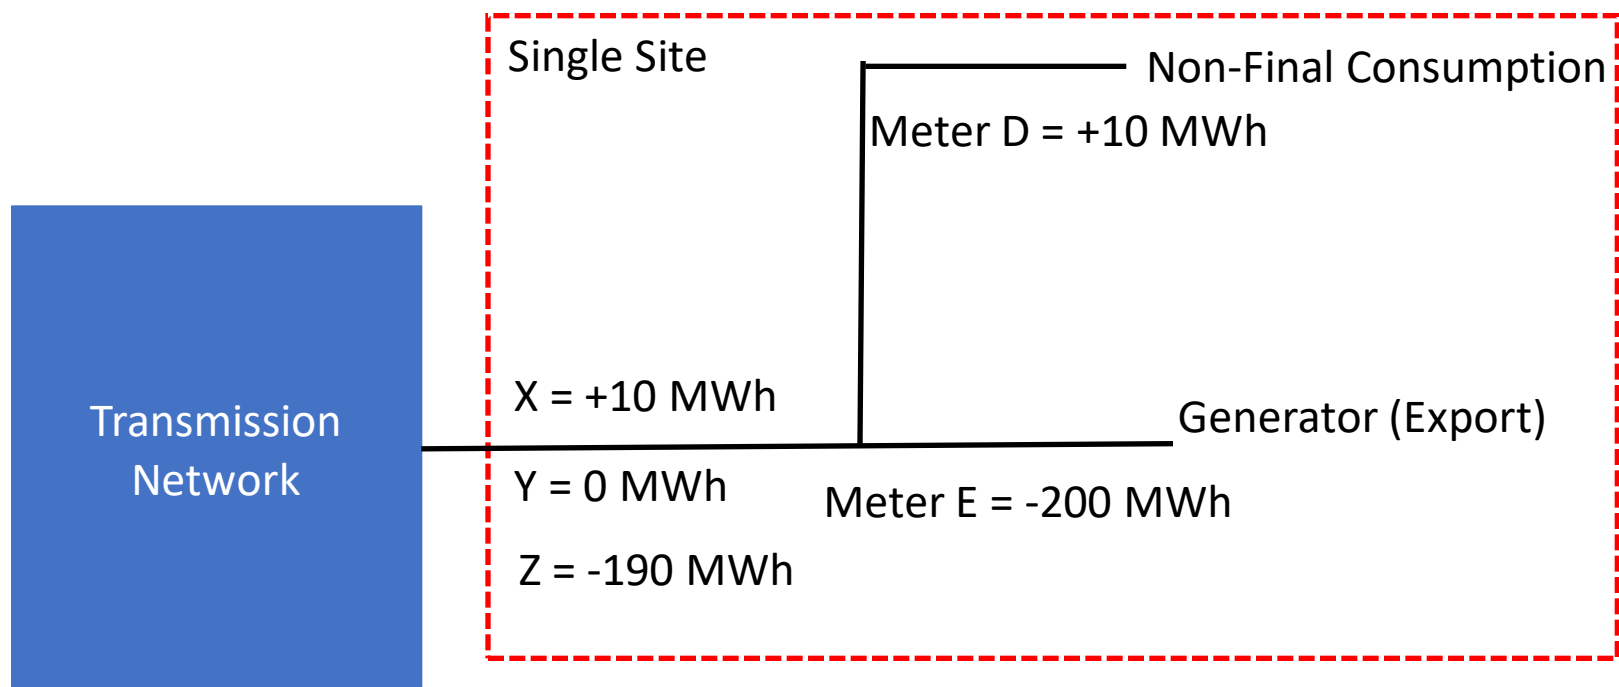 Single Site
Non-Final Consumption
Meter D = +10 MWh
Transmission
Network
X = +10 MWh
Y = 0 MWh
Z = -190 MWh
Generator (Export)
Meter E = -200 MWh